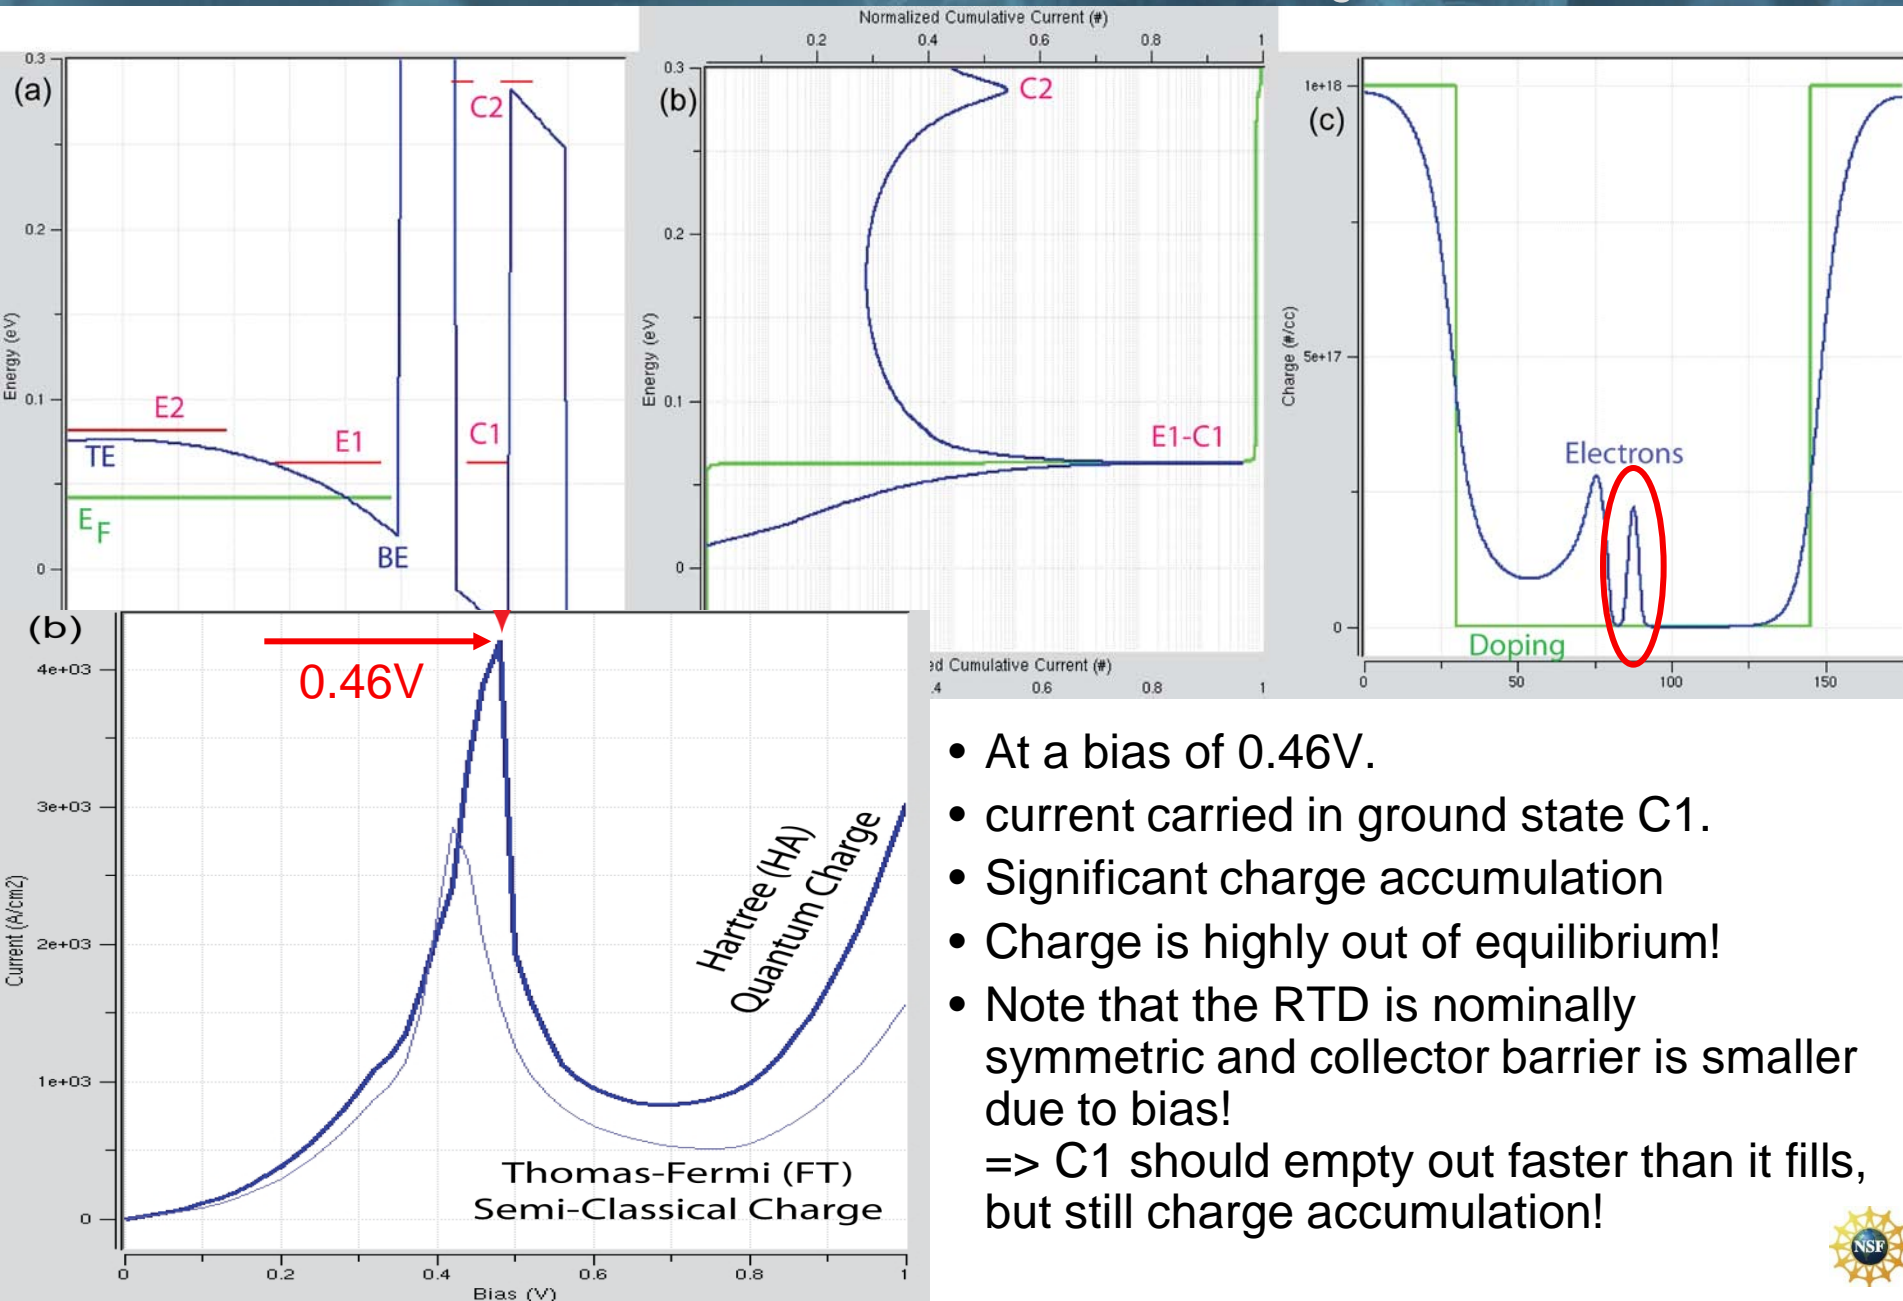 Normalized Cumulative Current (#)
0.2 0.4 0.6 0.8 1
(a)
0.3
0.2
0.1
0
Energy (eV)
C2
E2
TE
E1
C1
EF
BE
(b)
0.3
0.2
0.1
0
Energy (eV)
C2
E1-C1
(c)
1e+18
5e+17
0
Charge (#/cc)
Electrons
Doping
0 50 100 150
ed Cumulative Current (#)
.4 0.6 0.8 1
(b)
0.46V
4e+03
3e+03
2e+03
1e+03
0
Current (A/cm2)
Hartree (HA)
Quantum Charge
Thomas-Fermi (FT)
Semi-Classical Charge
0 0.2 0.4 0.6 0.8 1
Bias (V)
• At a bias of 0.46V.
• current carried in ground state C1.
• Significant charge accumulation
• Charge is highly out of equilibrium!
• Note that the RTD is nominally
symmetric and collector barrier is smaller
due to bias!
=> C1 should empty out faster than it fills,
but still charge accumulation!
NSF